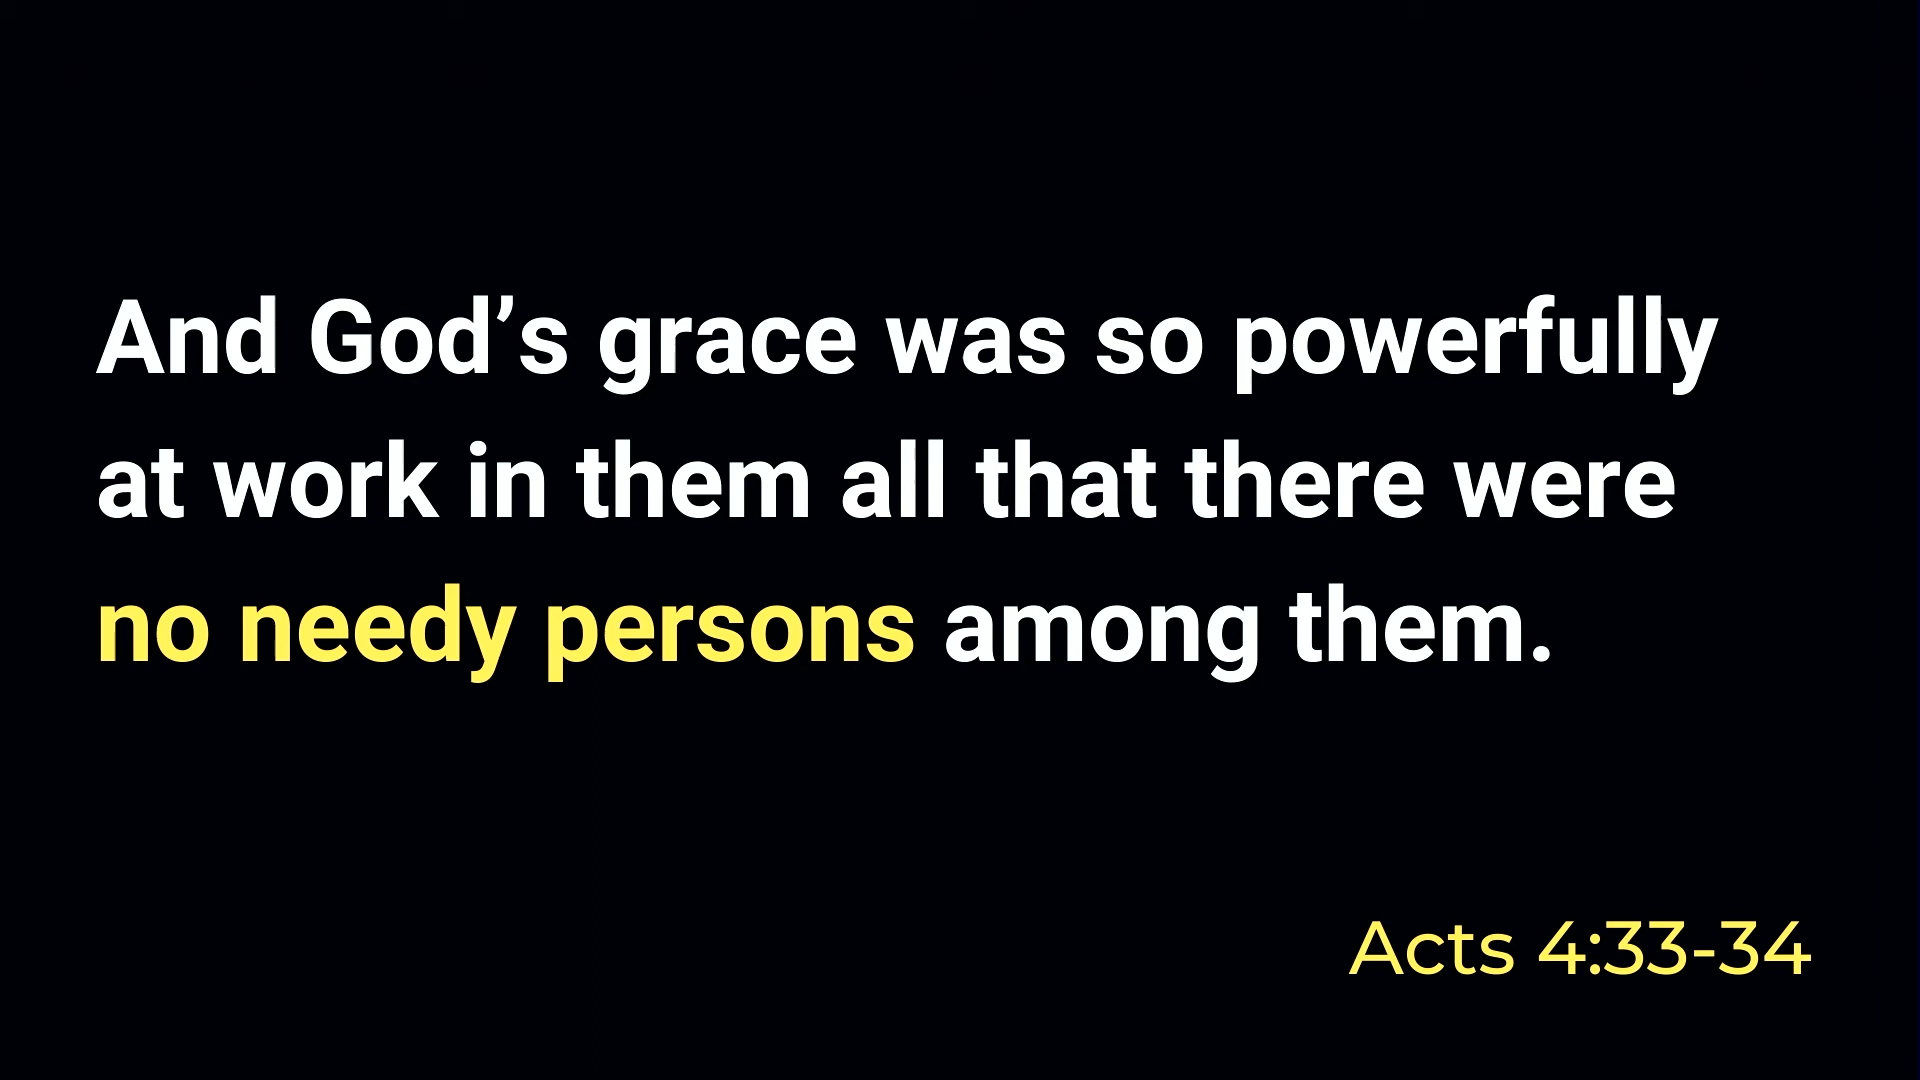 And God’s grace was so powerfully
at work in them all that there were
no needy persons among them.
Acts 4:33-34